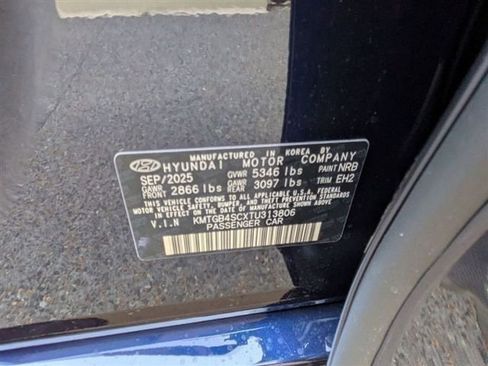 MANUFACTURED IN KOREA BY
HYUNDAI MOTOR COMPANY
SEP/2025 GVWR 5346 lbs PAINT NRB
GAWR FRONT 2866 lbs GAWR REAR 3097 lbs TRIM EH2
THIS VEHICLE CONFORMS TO ALL APPLICABLE U.S. FEDERAL
MOTOR VEHICLE SAFETY, BUMPER, AND THEFT PREVENTION
STANDARDS IN EFFECT ON THE DATE OF MANUFACTURE SHOWN ABOVE.
V.I.N KMTGB4SCXTU313806
PASSENGER CAR